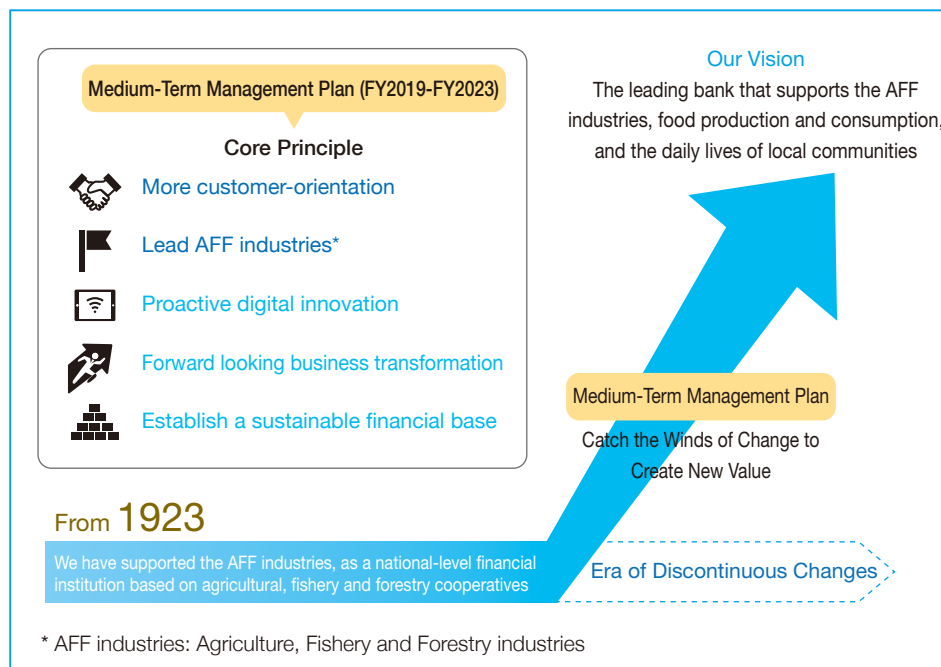 Medium-Term Management Plan (FY2019-FY2023)
Core Principle
More customer-orientation
Lead AFF industries*
Proactive digital innovation
Forward looking business transformation
Establish a sustainable financial base
Our Vision
The leading bank that supports the AFF
industries, food production and consumption,
and the daily lives of local communities
Medium-Term Management Plan
Catch the Winds of Change to
Create New Value
From 1923
We have supported the AFF industries, as a national-level financial
institution based on agricultural, fishery and forestry cooperatives
Era of Discontinuous Changes
* AFF industries: Agriculture, Fishery and Forestry industries